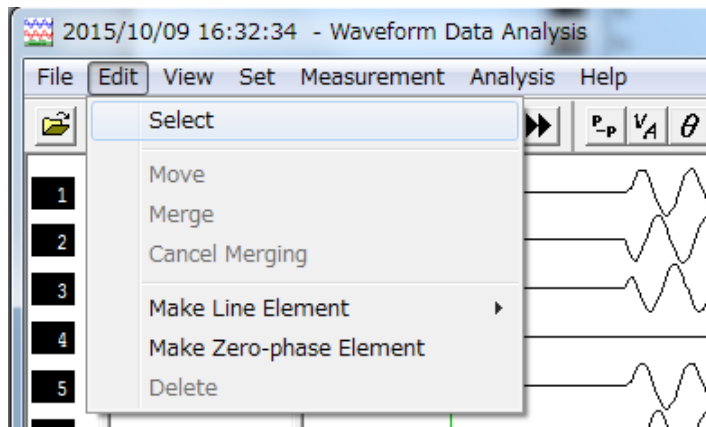 2015/10/09 16:32:34 - Waveform Data Analysis
File Edit View Set Measurement Analysis Help
P-P V/A θ
Select
Move
Merge
Cancel Merging
Make Line Element
Make Zero-phase Element
Delete
1
2
3
4
5